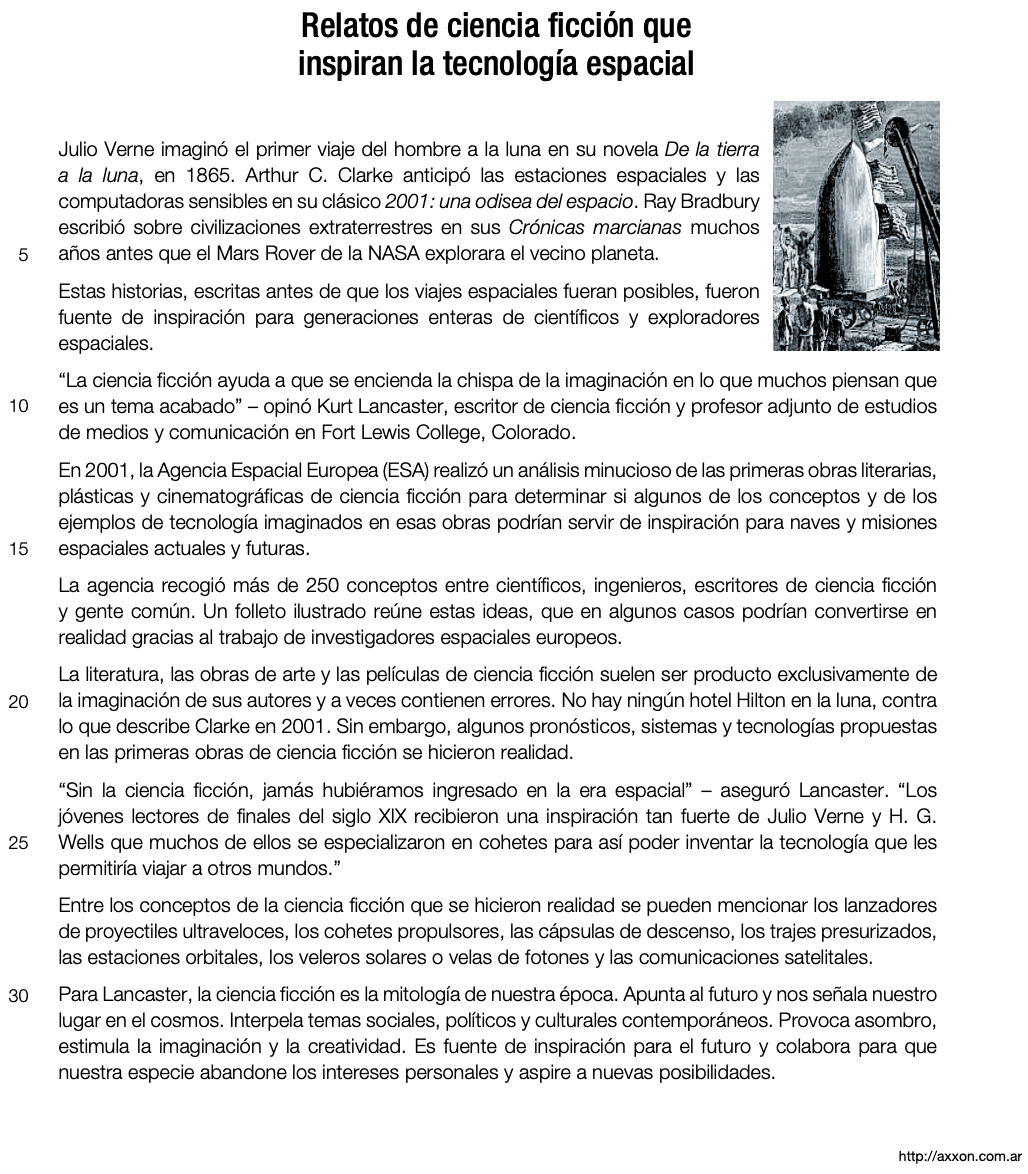 Relatos de ciencia ficción que
inspiran la tecnología espacial
Julio Verne imaginó el primer viaje del hombre a la luna en su novela De la tierra
a la luna, en 1865. Arthur C. Clarke anticipó las estaciones espaciales y las
computadoras sensibles en su clásico 2001: una odisea del espacio. Ray Bradbury
escribió sobre civilizaciones extraterrestres en sus Crónicas marcianas muchos
5 años antes que el Mars Rover de la NASA explorara el vecino planeta.
Estas historias, escritas antes de que los viajes espaciales fueran posibles, fueron
fuente de inspiración para generaciones enteras de científicos y exploradores
espaciales.
“La ciencia ficción ayuda a que se encienda la chispa de la imaginación en lo que muchos piensan que
10 es un tema acabado” – opinó Kurt Lancaster, escritor de ciencia ficción y profesor adjunto de estudios
de medios y comunicación en Fort Lewis College, Colorado.
En 2001, la Agencia Espacial Europea (ESA) realizó un análisis minucioso de las primeras obras literarias,
plásticas y cinematográficas de ciencia ficción para determinar si algunos de los conceptos y de los
ejemplos de tecnología imaginados en esas obras podrían servir de inspiración para naves y misiones
15 espaciales actuales y futuras.
La agencia recogió más de 250 conceptos entre científicos, ingenieros, escritores de ciencia ficción
y gente común. Un folleto ilustrado reúne estas ideas, que en algunos casos podrían convertirse en
realidad gracias al trabajo de investigadores espaciales europeos.
La literatura, las obras de arte y las películas de ciencia ficción suelen ser producto exclusivamente de
20 la imaginación de sus autores y a veces contienen errores. No hay ningún hotel Hilton en la luna, contra
lo que describe Clarke en 2001. Sin embargo, algunos pronósticos, sistemas y tecnologías propuestas
en las primeras obras de ciencia ficción se hicieron realidad.
“Sin la ciencia ficción, jamás hubiéramos ingresado en la era espacial” – aseguró Lancaster. “Los
jóvenes lectores de finales del siglo XIX recibieron una inspiración tan fuerte de Julio Verne y H. G.
25 Wells que muchos de ellos se especializaron en cohetes para así poder inventar la tecnología que les
permitiría viajar a otros mundos.”
Entre los conceptos de la ciencia ficción que se hicieron realidad se pueden mencionar los lanzadores
de proyectiles ultraveloces, los cohetes propulsores, las cápsulas de descenso, los trajes presurizados,
las estaciones orbitales, los veleros solares o velas de fotones y las comunicaciones satelitales.
30 Para Lancaster, la ciencia ficción es la mitología de nuestra época. Apunta al futuro y nos señala nuestro
lugar en el cosmos. Interpela temas sociales, políticos y culturales contemporáneos. Provoca asombro,
estimula la imaginación y la creatividad. Es fuente de inspiración para el futuro y colabora para que
nuestra especie abandone los intereses personales y aspire a nuevas posibilidades.
http://axxon.com.ar